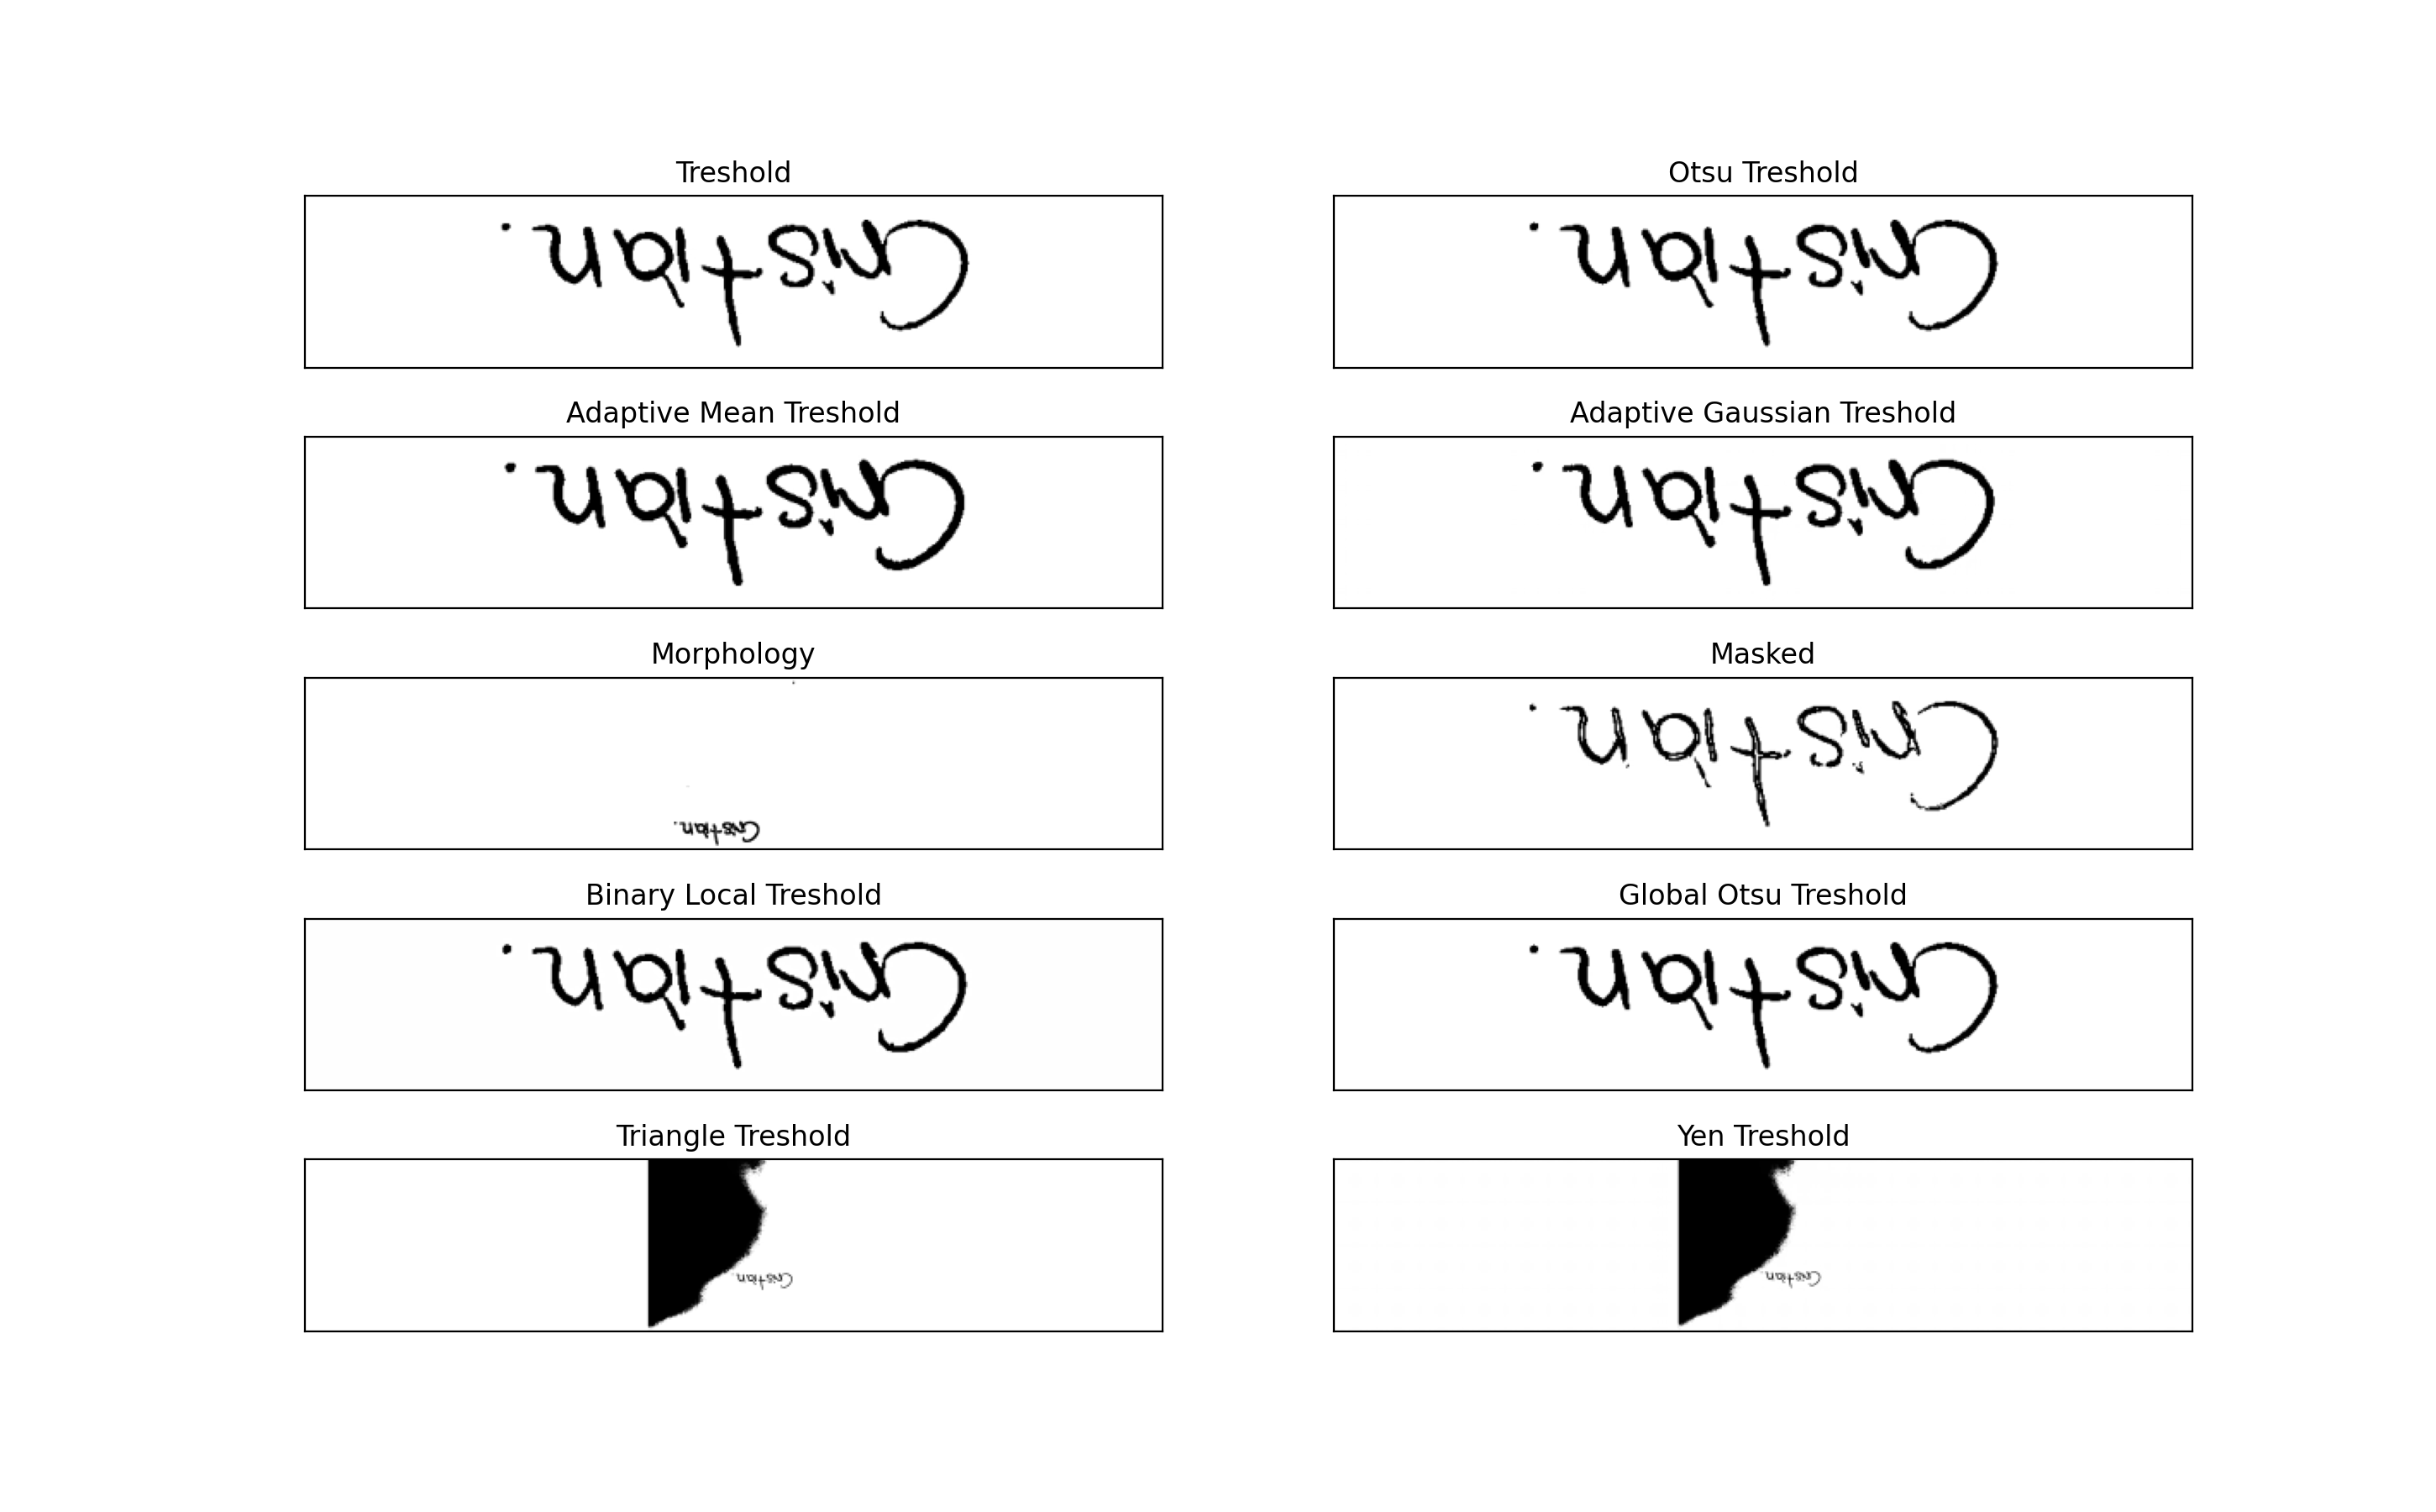 Treshold
Cristian.
Otsu Treshold
Cristian.
Adaptive Mean Treshold
Cristian.
Adaptive Gaussian Treshold
Cristian.
Morphology
Cristian.
Masked
Cristian.
Binary Local Treshold
Cristian.
Global Otsu Treshold
Cristian.
Triangle Treshold
Cristian.
Yen Treshold
Cristian.